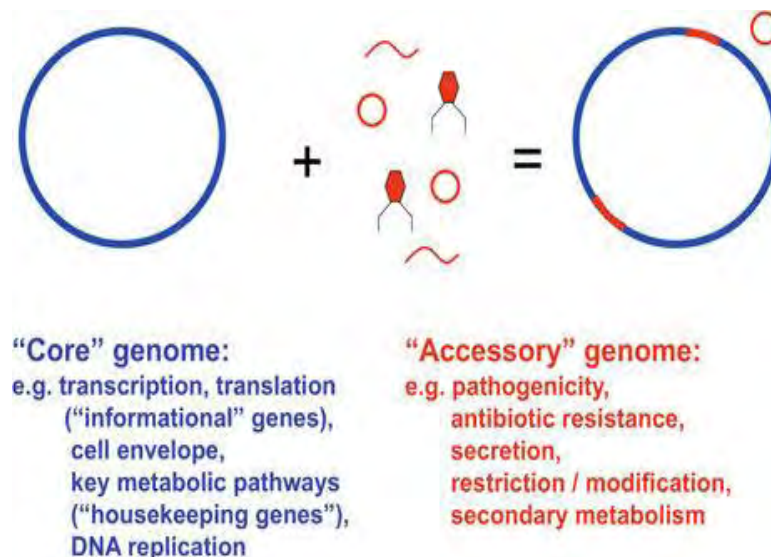 +
=
“Core” genome:
e.g. transcription, translation
(“informational” genes),
cell envelope,
key metabolic pathways
(“housekeeping genes”),
DNA replication
“Accessory” genome:
e.g. pathogenicity,
antibiotic resistance,
secretion,
restriction / modification,
secondary metabolism